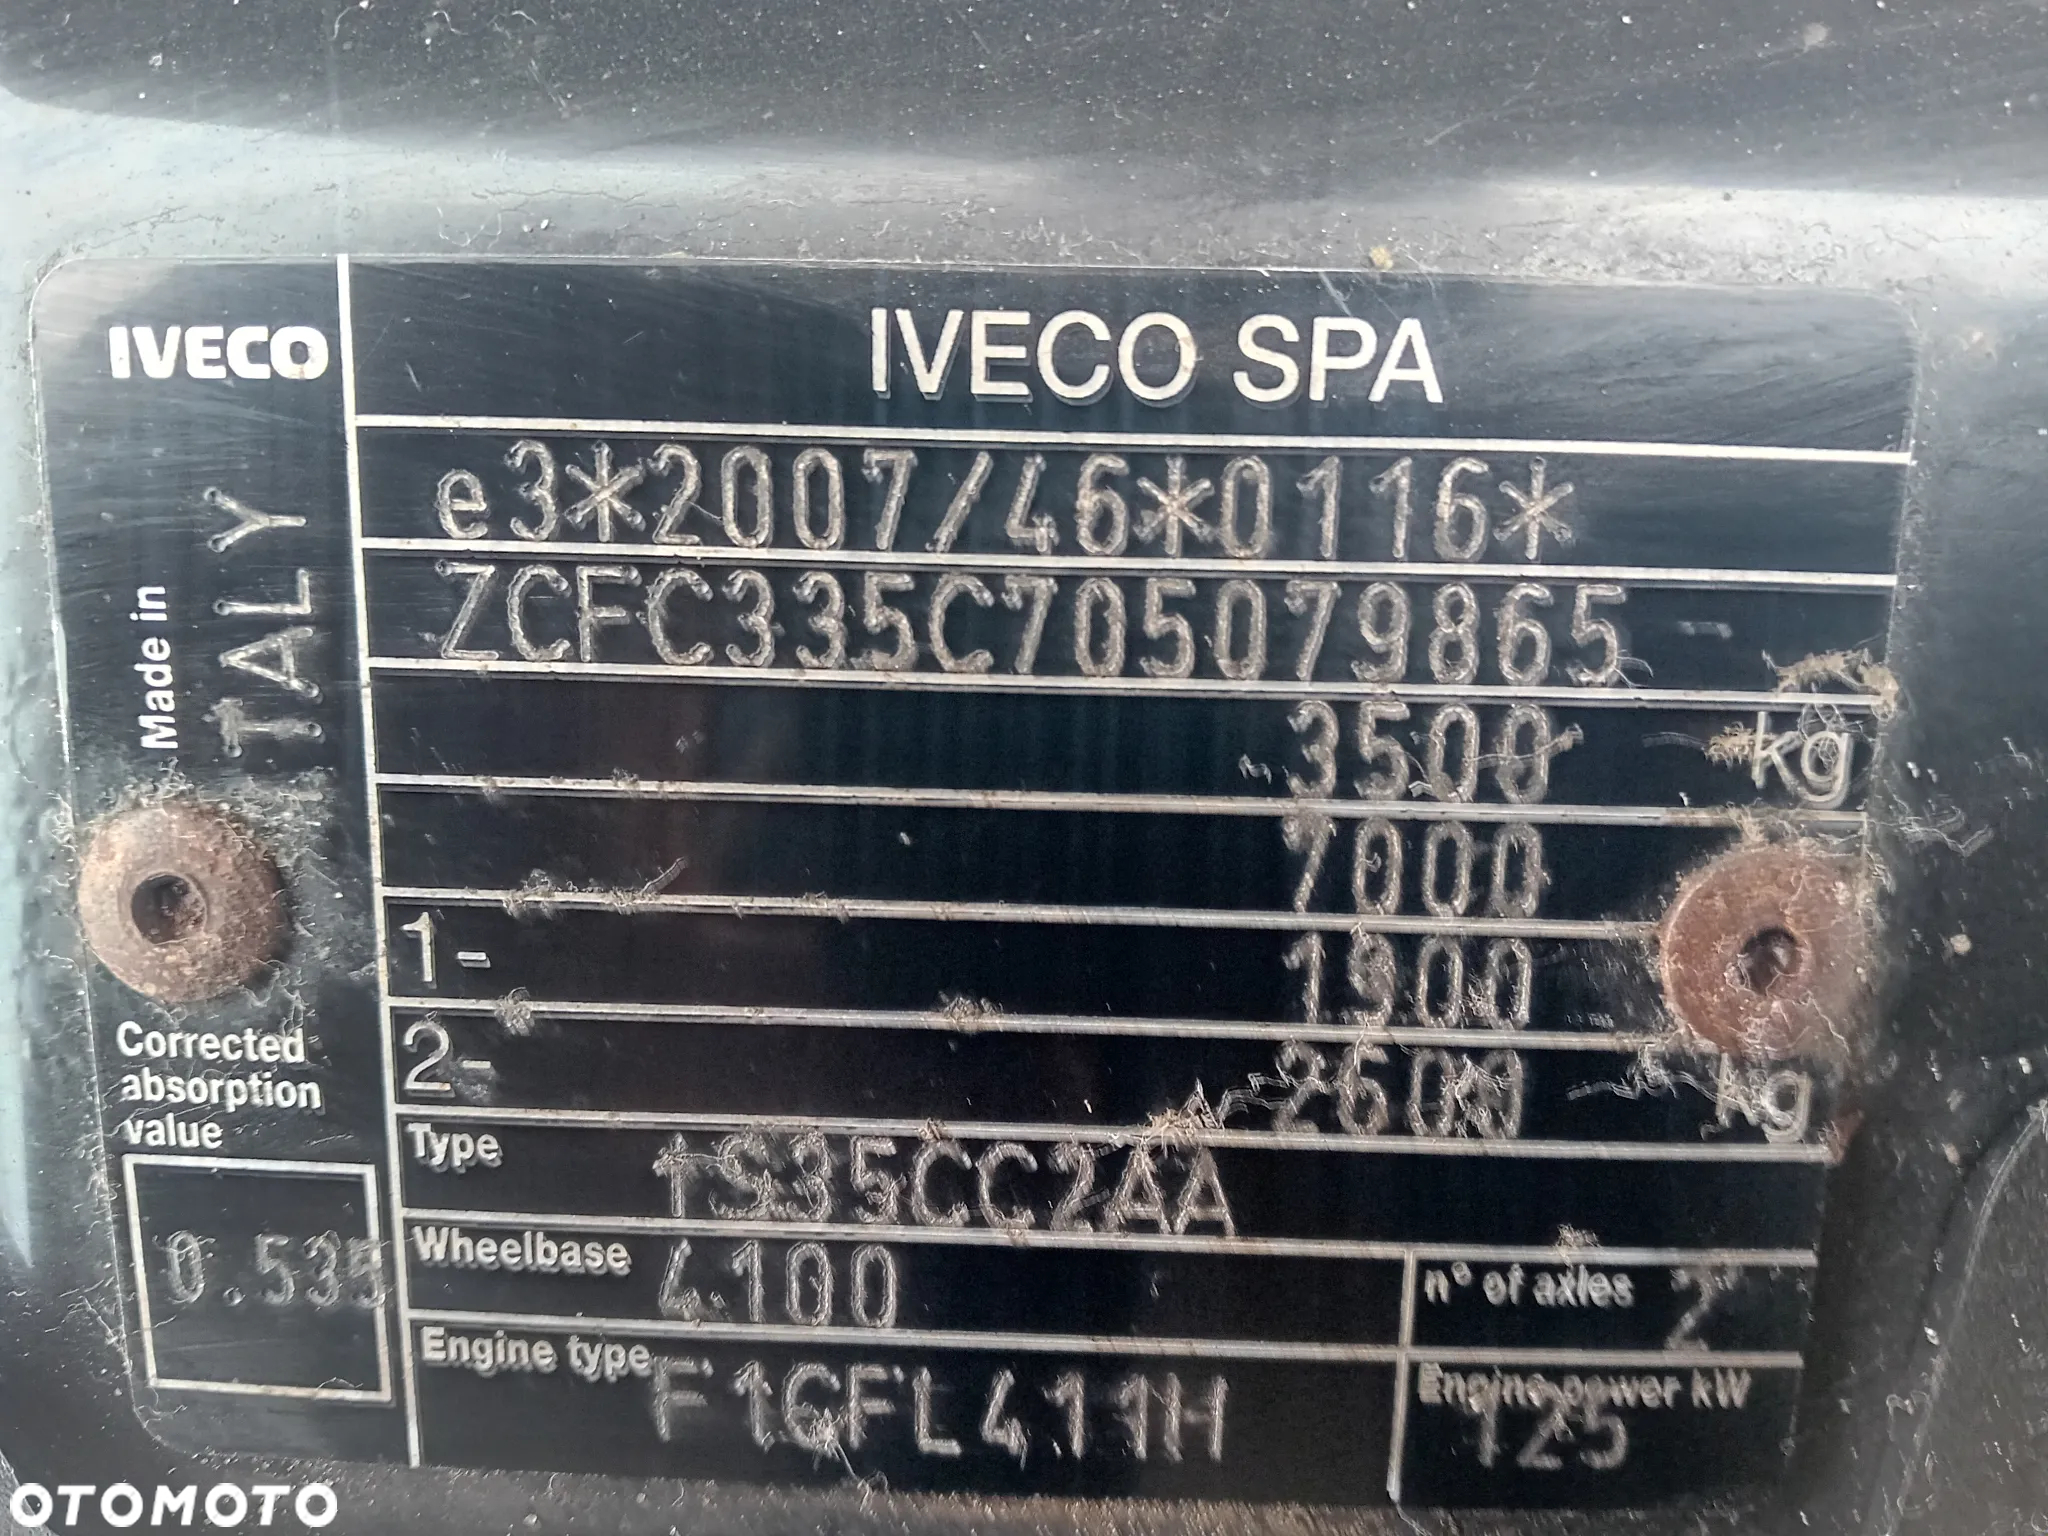 IVECO
IVECO SPA
Made in
ITALY
e3*2007/46*0116*
ZCFC335C705079865
3500 kg
7000
1- 1900
2- 2600 kg
Corrected
absorption
value
0.535
Type 1S35CC2AA
Wheelbase 4100
nº of axles 2
Engine type F1CFL411H
Engine power kW
125
OTOMOTO